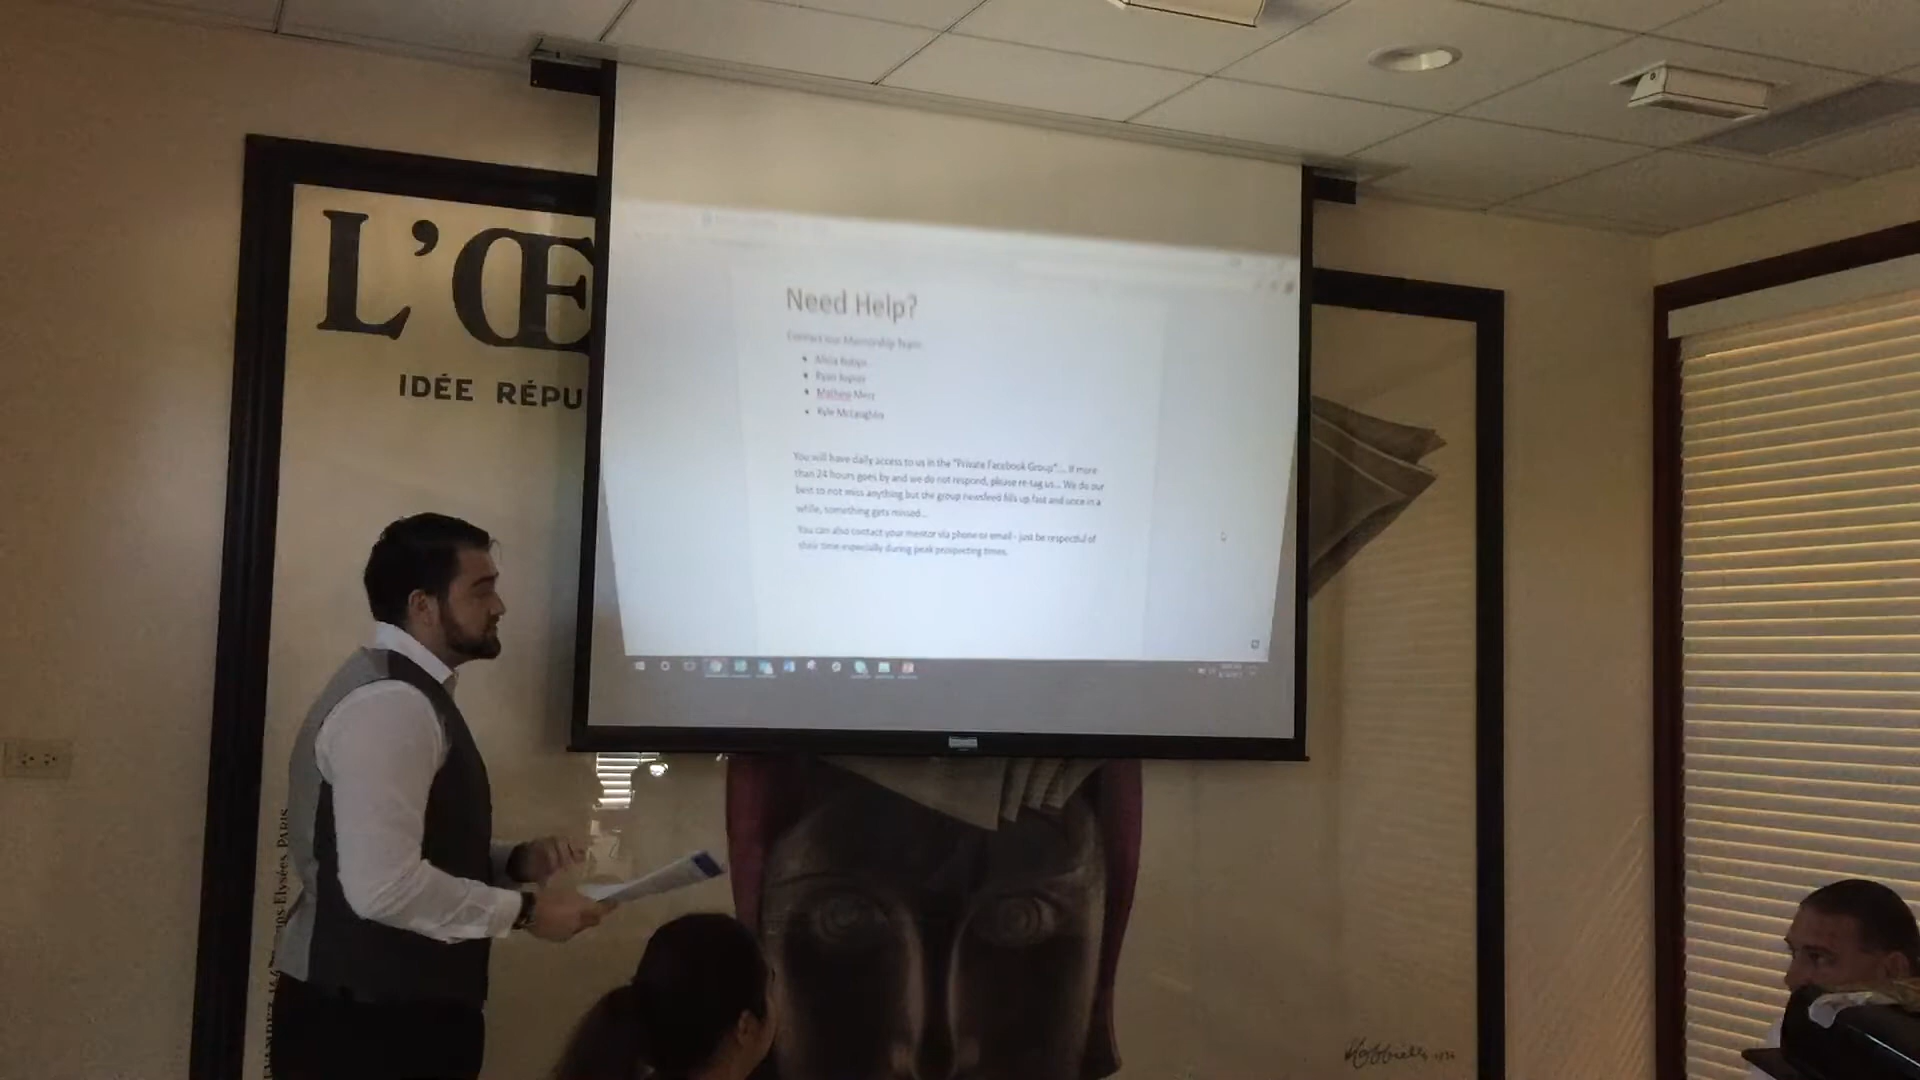 L'Œ
IDÉE RÉPU
Need Help?
Contact our Mentorship Team
Mathew Merz
Kyle McLaughlin
You will have daily access to us in the "Private Facebook Group".... If more
than 24 hours goes by and we do not respond, please re-tag us... We do our
best to not miss anything but the group newsfeed fills up fast and once in a
while, something gets missed...
You can also contact your mentor via phone or email - just be respectful of
their time especially during peak prospecting times.
Elysées, PARIS